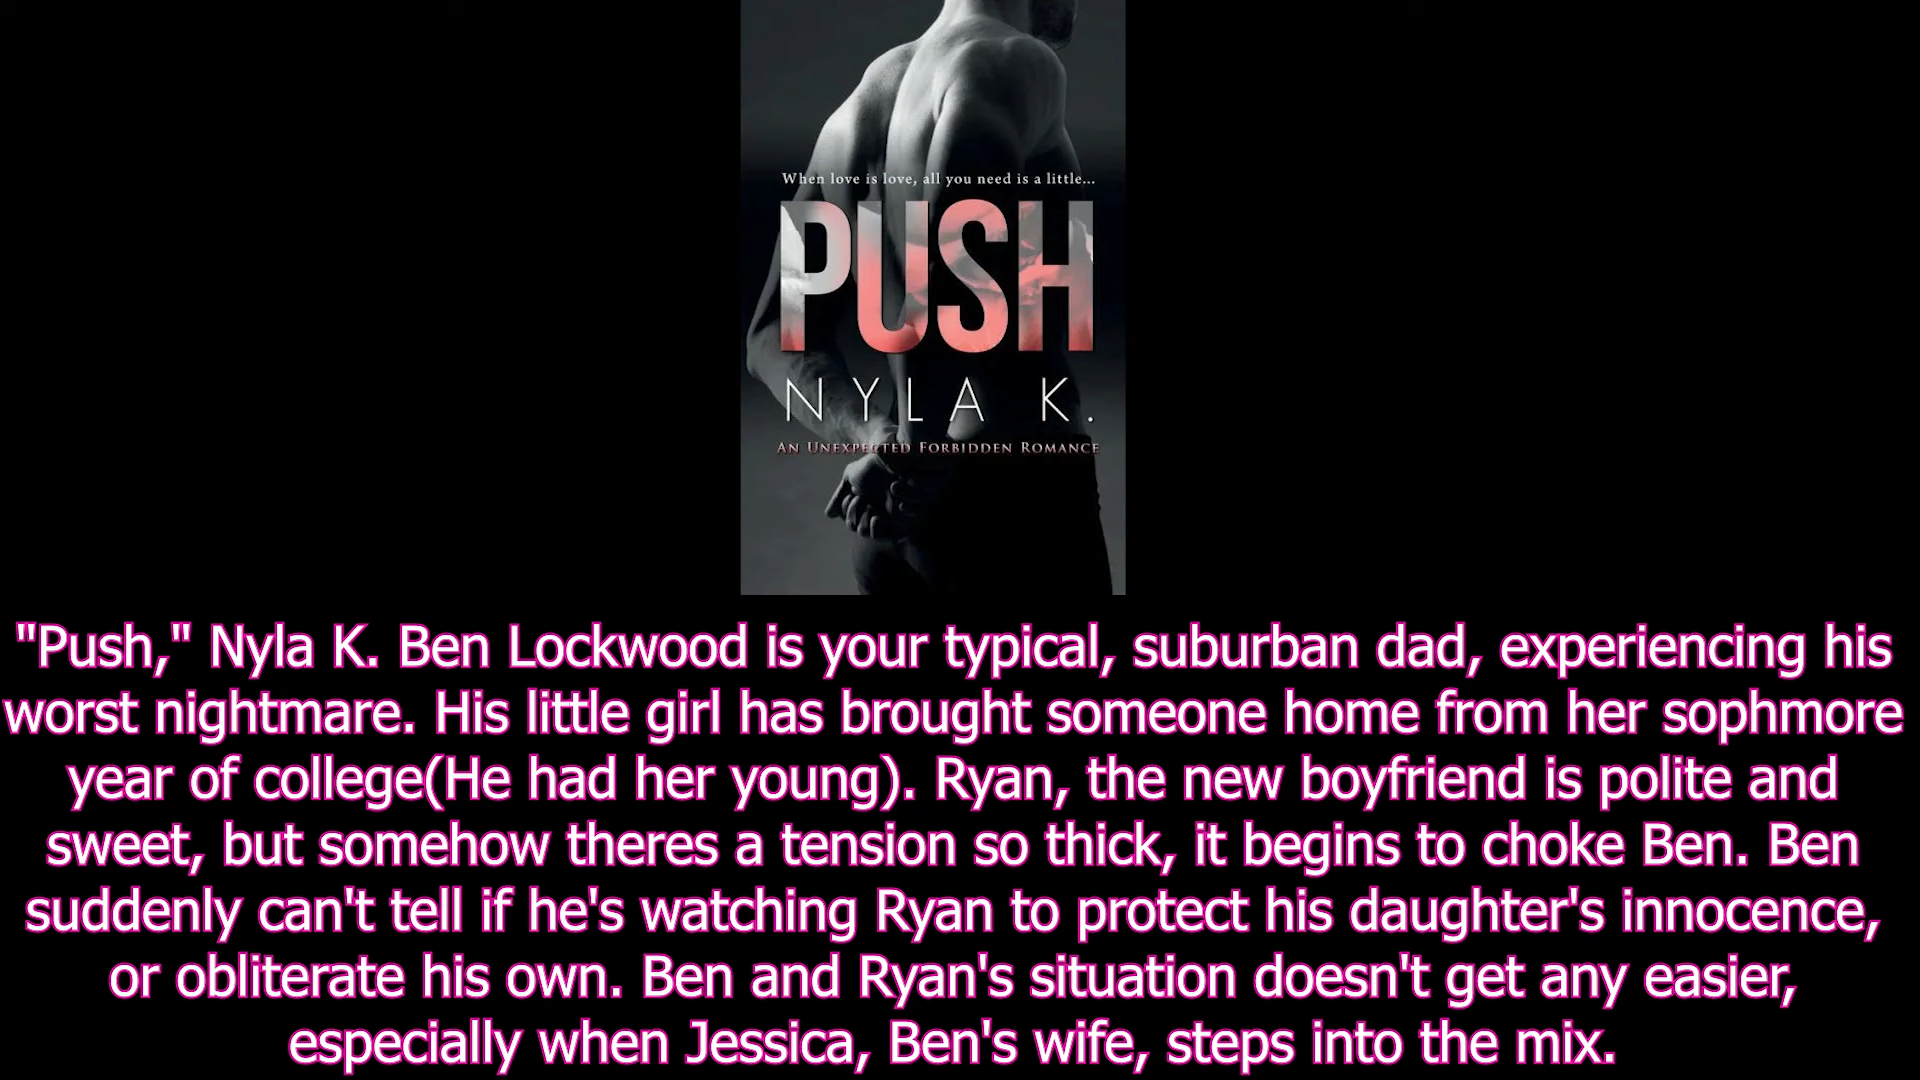 When love is love, all you need is a little...
PUSH
NYLA K.
AN UNEXPECTED FORBIDDEN ROMANCE
"Push," Nyla K. Ben Lockwood is your typical, suburban dad, experiencing his
worst nightmare. His little girl has brought someone home from her sophmore
year of college(He had her young). Ryan, the new boyfriend is polite and
sweet, but somehow theres a tension so thick, it begins to choke Ben. Ben
suddenly can't tell if he's watching Ryan to protect his daughter's innocence,
or obliterate his own. Ben and Ryan's situation doesn't get any easier,
especially when Jessica, Ben's wife, steps into the mix.